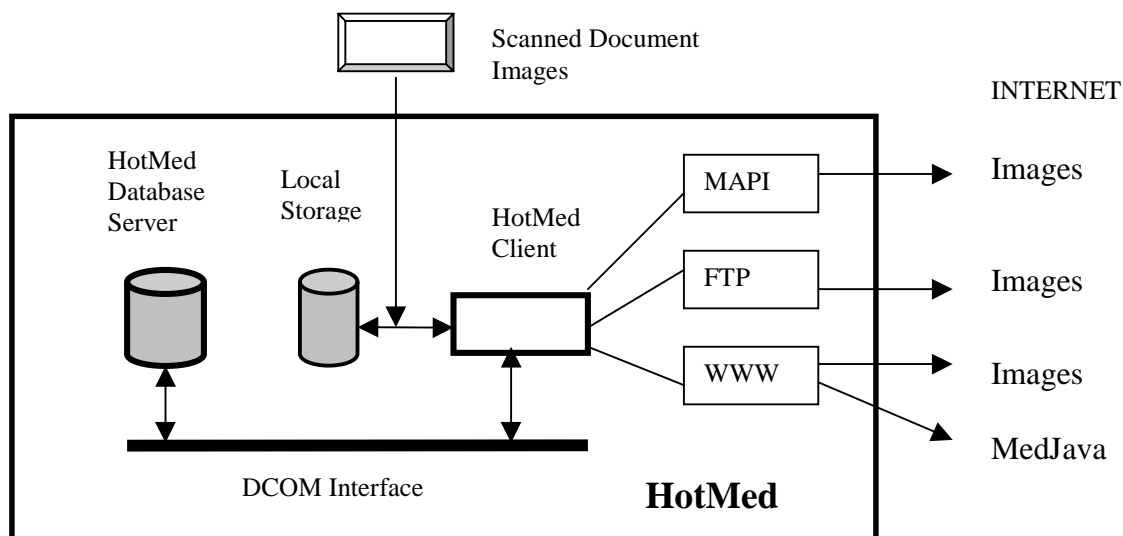 Scanned Document
Images
INTERNET
HotMed
Database
Server
Local
Storage
HotMed
Client
MAPI
Images
FTP
Images
WWW
Images
MedJava
DCOM Interface
HotMed